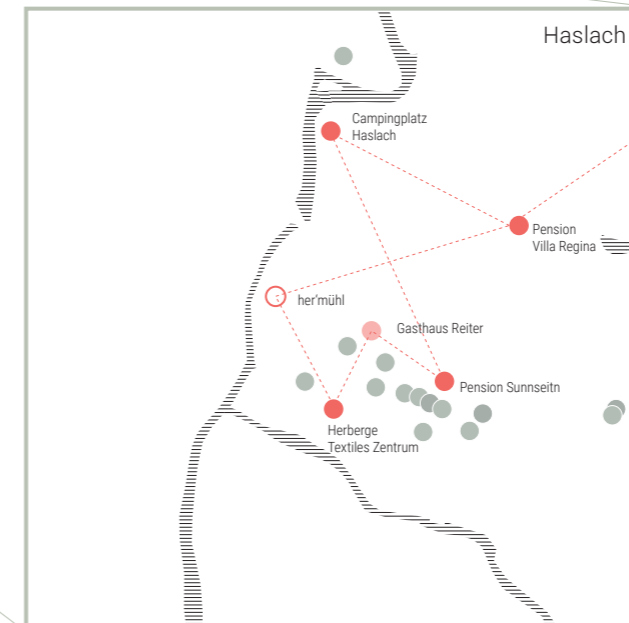 Haslach
Campingplatz
Haslach
Pension
Villa Regina
her'mühl
Gasthaus Reiter
Pension Sunnseitn
Herberge
Textiles Zentrum